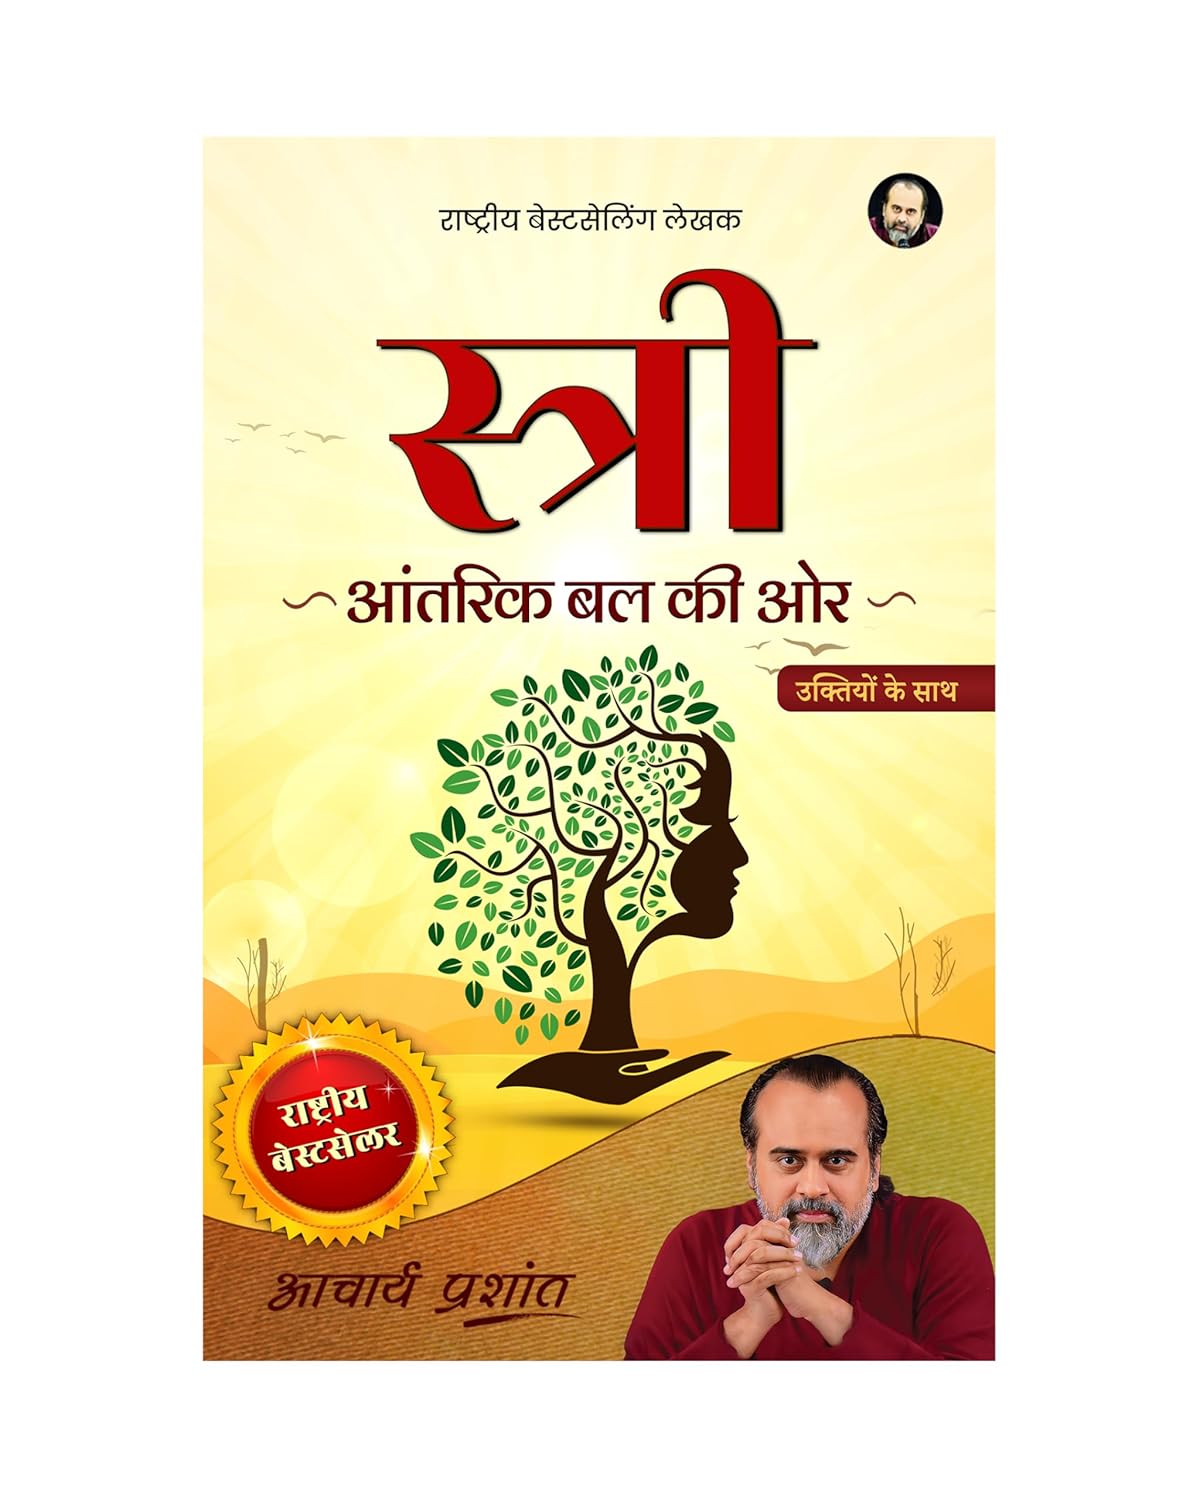 राष्ट्रीय बेस्टसेलिंग लेखक
स्त्री
आंतरिक बल की ओर
उक्तियों के साथ
राष्ट्रीय
बेस्टसेलर
आचार्य प्रशांत